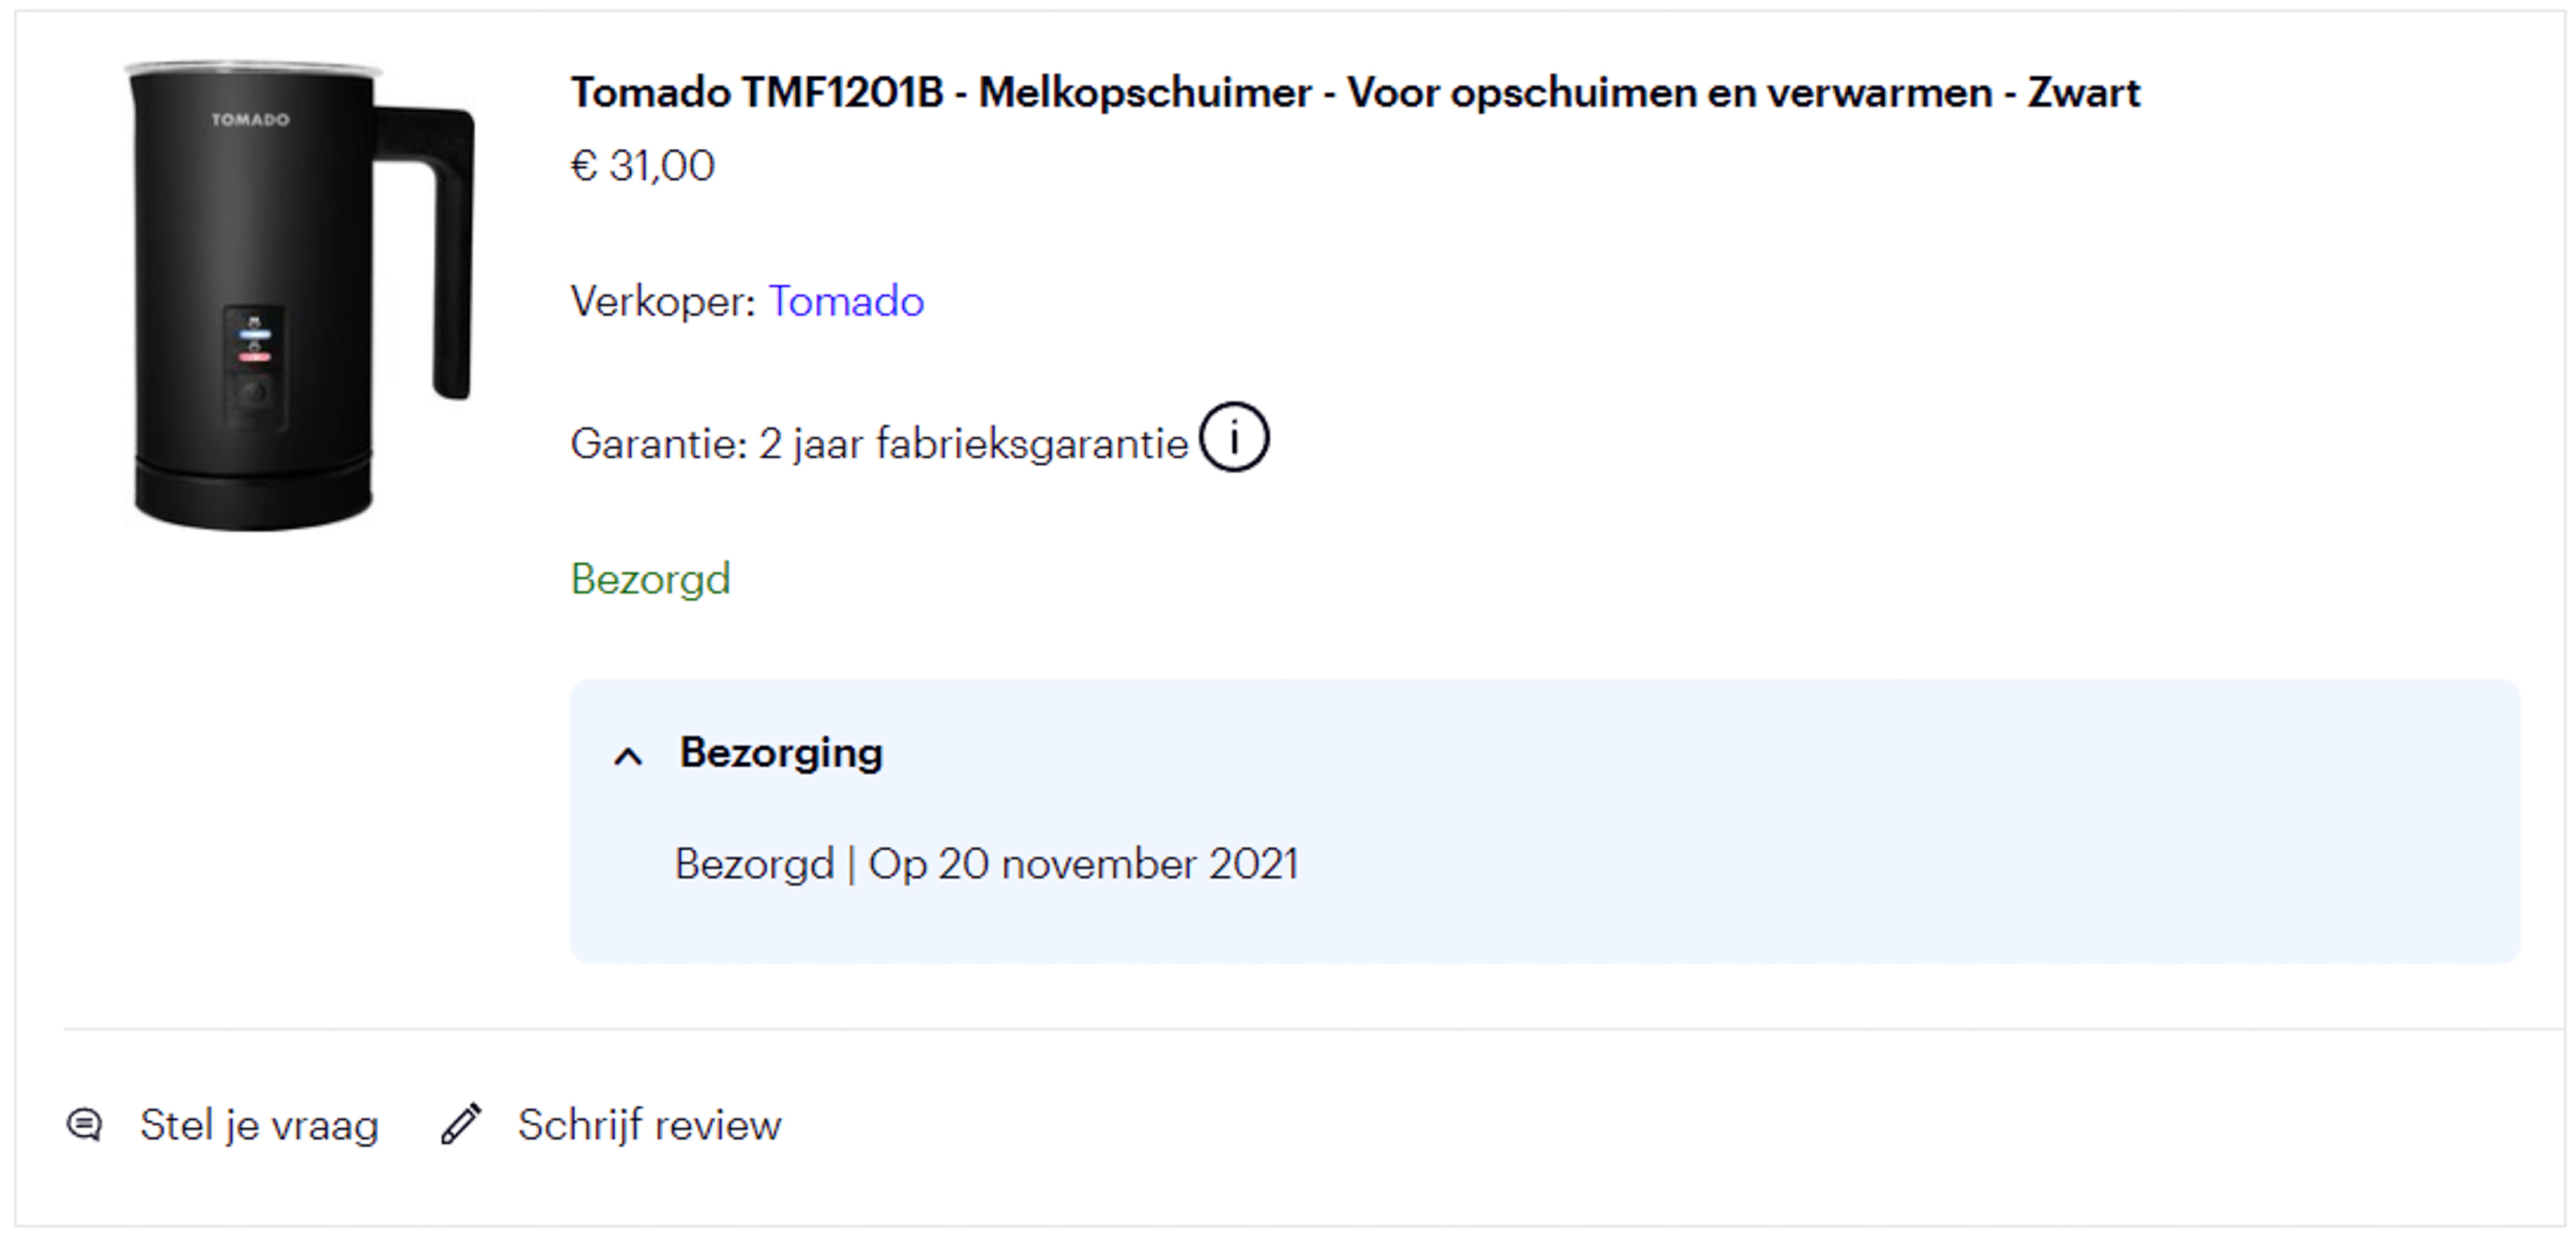 TOMADO
Tomado TMF1201B - Melkopschuimer - Voor opschuimen en verwarmen - Zwart
€ 31,00
Verkoper: Tomado
Garantie: 2 jaar fabrieksgarantie i
Bezorgd
Bezorging
Bezorgd | Op 20 november 2021
Stel je vraag Schrijf review